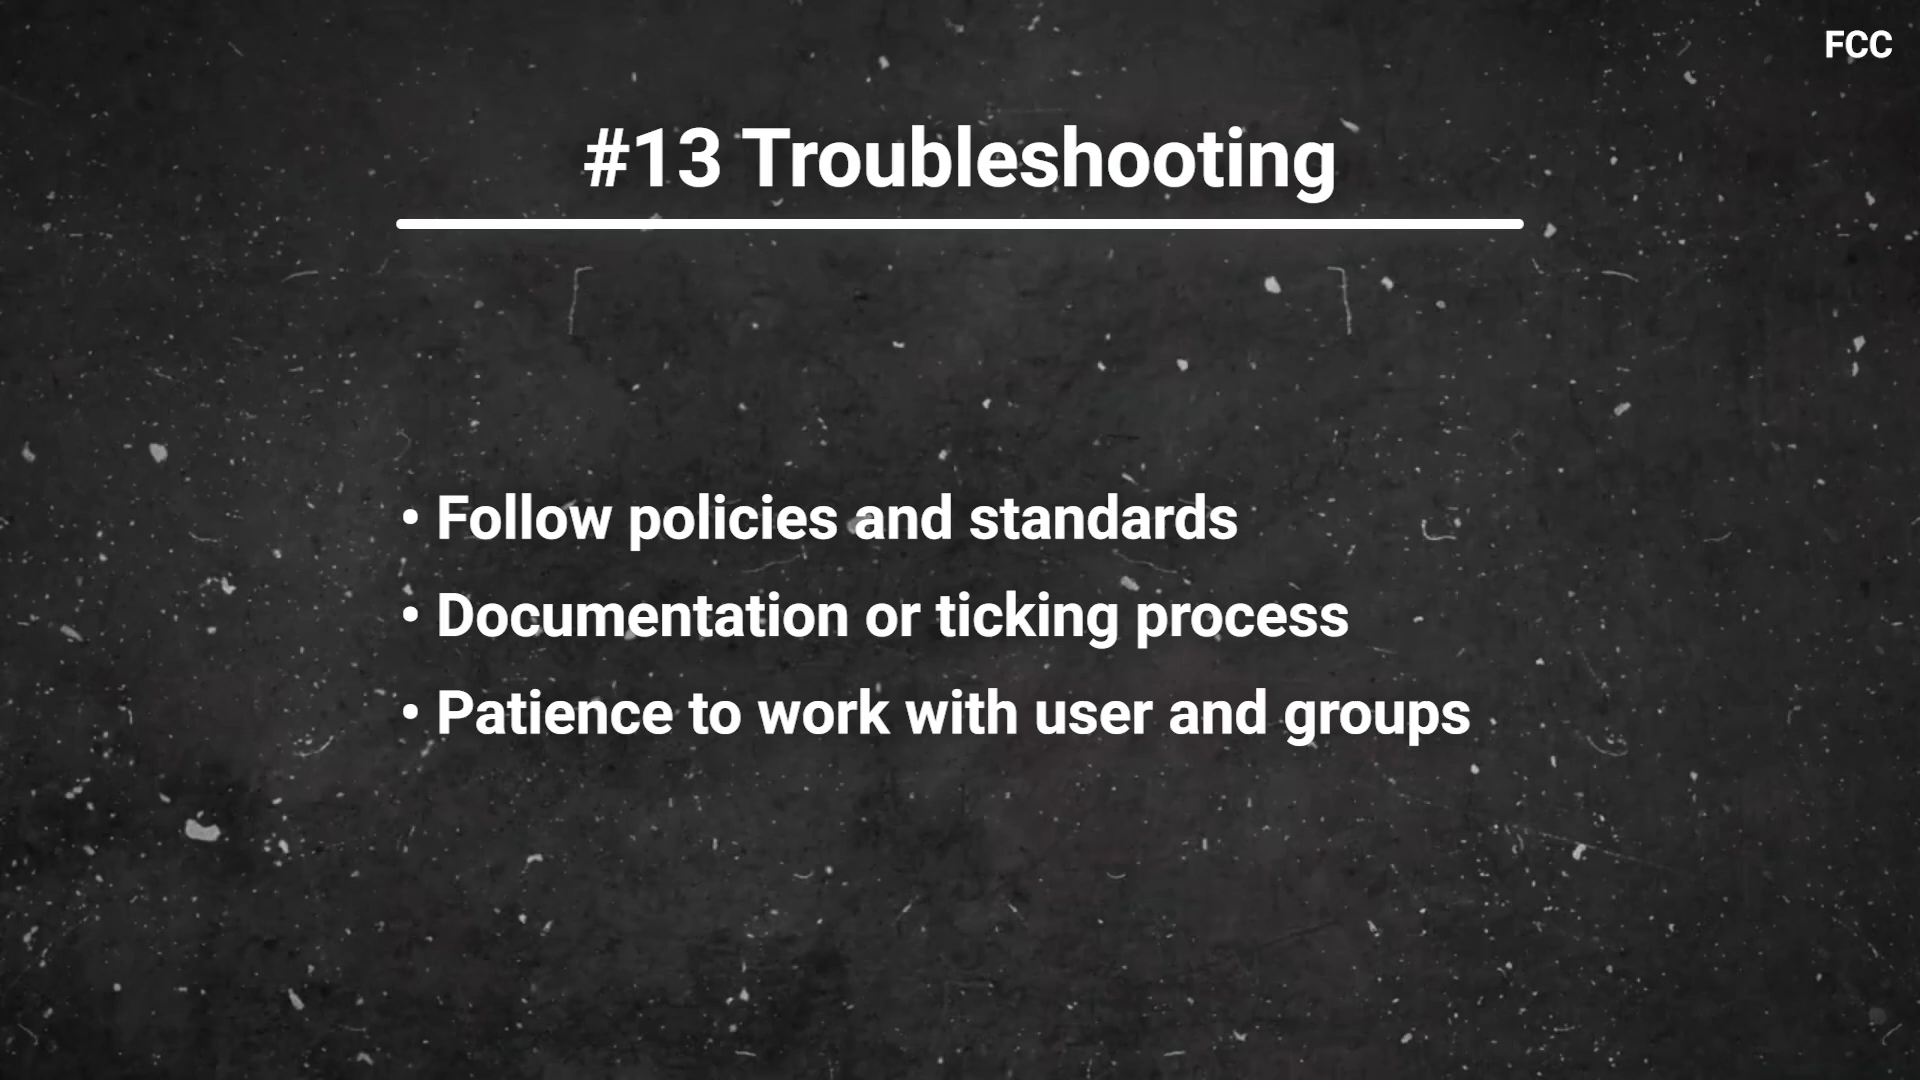 FCC
#13 Troubleshooting
• Follow policies and standards
• Documentation or ticking process
• Patience to work with user and groups